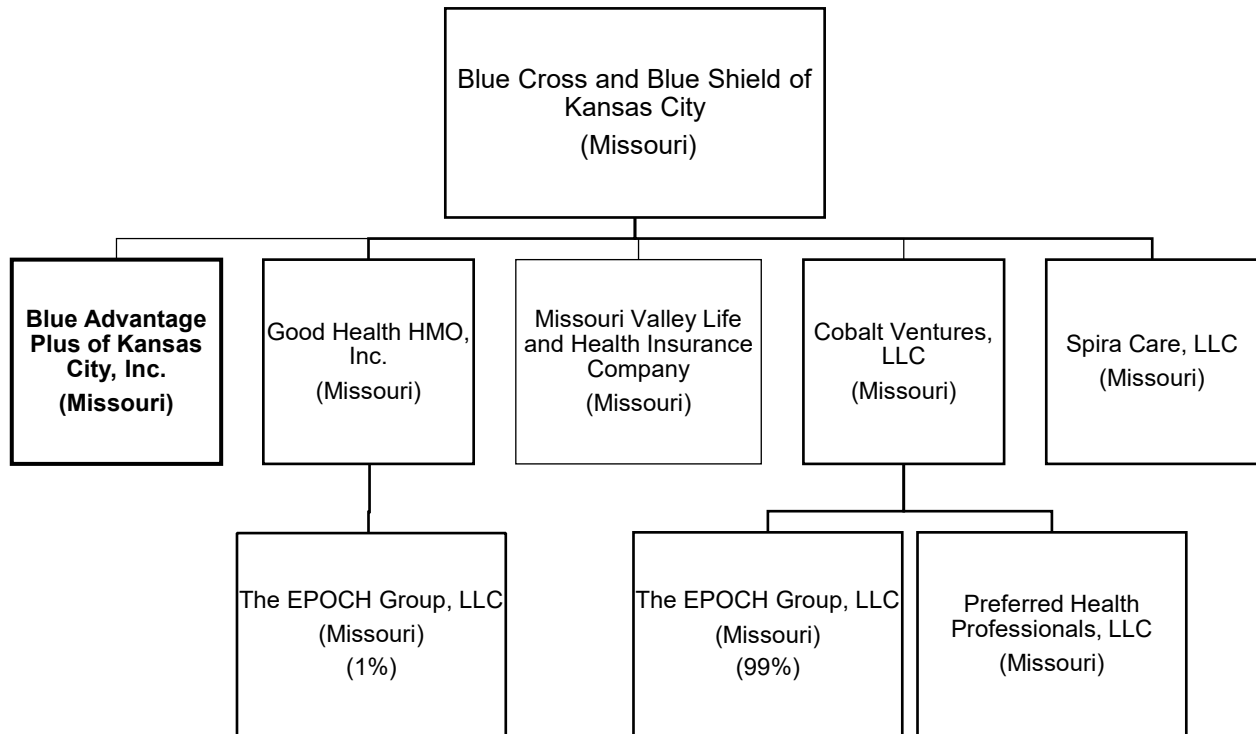 Blue Cross and Blue Shield of
Kansas City
(Missouri)
Blue Advantage
Plus of Kansas
City, Inc.
(Missouri)
Good Health HMO,
Inc.
(Missouri)
Missouri Valley Life
and Health Insurance
Company
(Missouri)
Cobalt Ventures,
LLC
(Missouri)
Spira Care, LLC
(Missouri)
The EPOCH Group, LLC
(Missouri)
(1%)
The EPOCH Group, LLC
(Missouri)
(99%)
Preferred Health
Professionals, LLC
(Missouri)